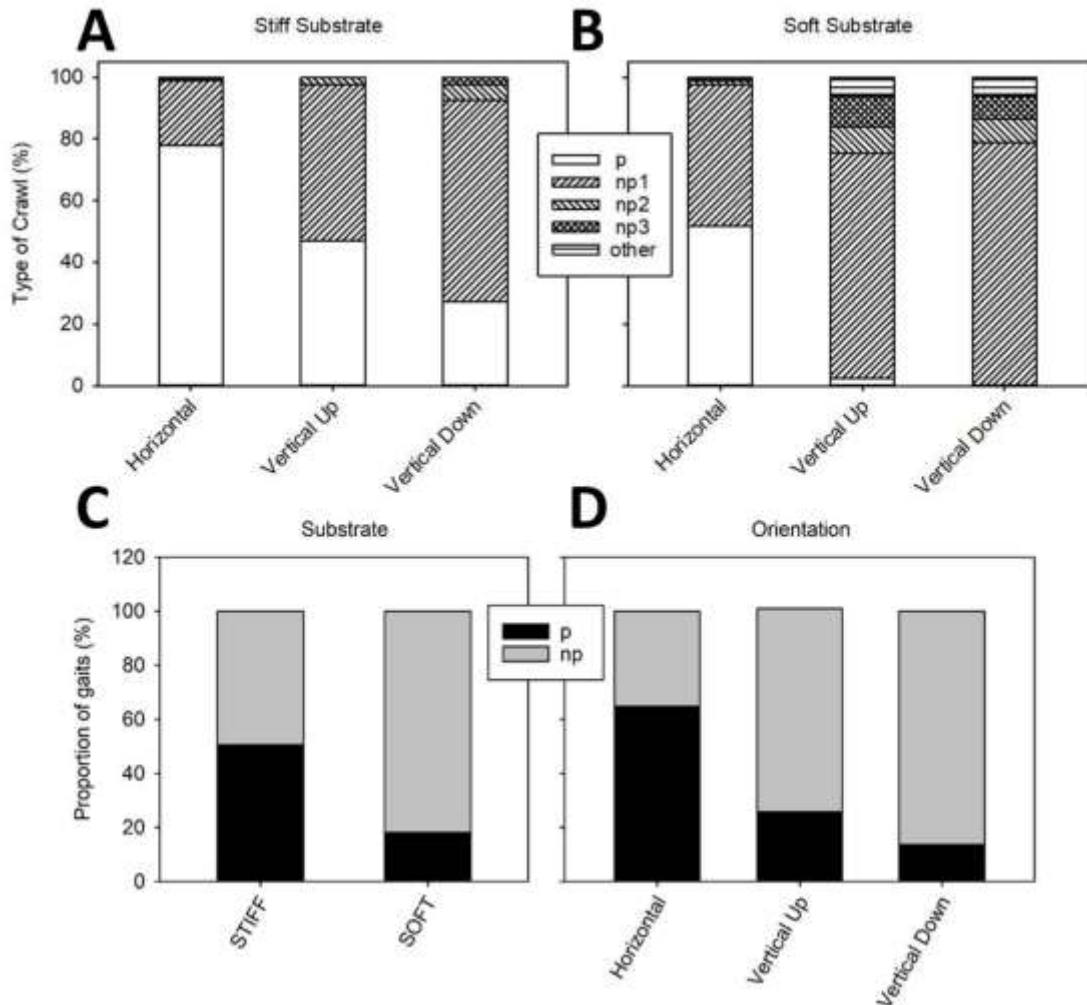 A
Stiff Substrate
B
Soft Substrate
Type of Crawl (%)
100
80
60
40
20
0
p
np1
np2
np3
other
Horizontal
Vertical Up
Vertical Down
Horizontal
Vertical Up
Vertical Down
C
Substrate
D
Orientation
Proportion of gaits (%)
120
100
80
60
40
20
0
p
np
STIFF
SOFT
Horizontal
Vertical Up
Vertical Down